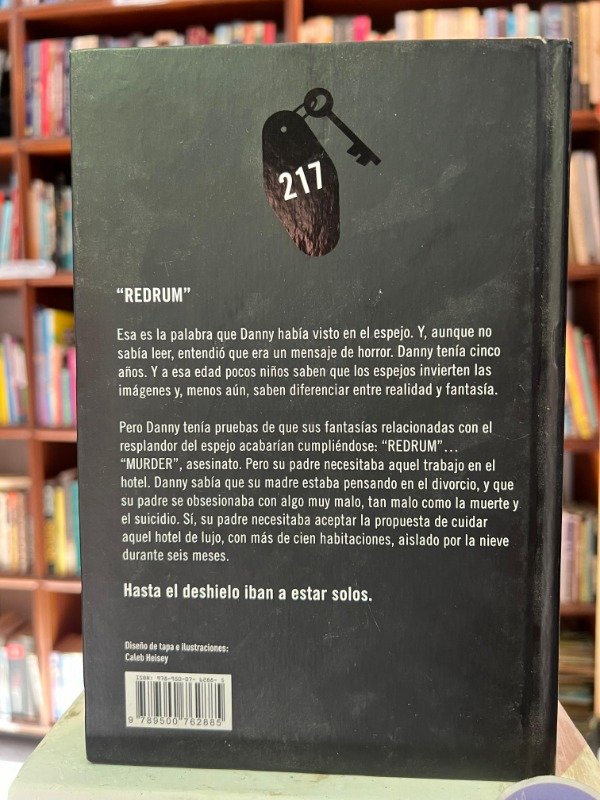 217
“REDRUM”
Esa es la palabra que Danny había visto en el espejo. Y, aunque no
sabía leer, entendió que era un mensaje de horror. Danny tenía cinco
años. Y a esa edad pocos niños saben que los espejos invierten las
imágenes y, menos aún, saben diferenciar entre realidad y fantasía.
Pero Danny tenía pruebas de que sus fantasías relacionadas con el
resplandor del espejo acabarían cumpliéndose: “REDRUM”...
“MURDER”, asesinato. Pero su padre necesitaba aquel trabajo en el
hotel. Danny sabía que su madre estaba pensando en el divorcio, y que
su padre se obsesionaba con algo muy malo, tan malo como la muerte y
el suicidio. Sí, su padre necesitaba aceptar la propuesta de cuidar
aquel hotel de lujo, con más de cien habitaciones, aislado por la nieve
durante seis meses.
Hasta el deshielo iban a estar solos.
Diseño de tapa e ilustraciones:
Caleb Heisey
ISBN: 978-950-07-6288-5
9 789500 762885